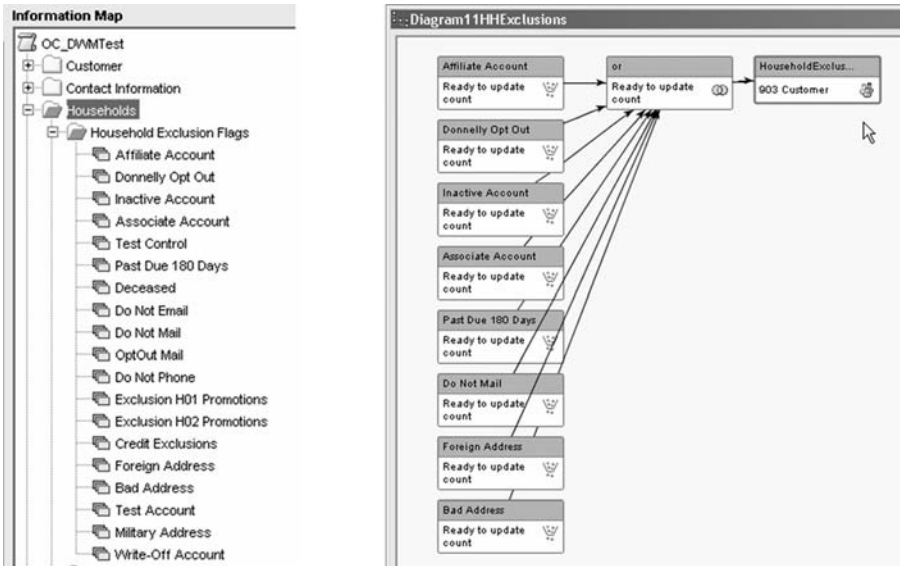 Information Map
OC_DWMTest
Customer
Contact Information
Households
Household Exclusion Flags
Affiliate Account
Donnelly Opt Out
Inactive Account
Associate Account
Test Control
Past Due 180 Days
Deceased
Do Not Email
Do Not Mail
OptOut Mail
Do Not Phone
Exclusion H01 Promotions
Exclusion H02 Promotions
Credit Exclusions
Foreign Address
Bad Address
Test Account
Military Address
Write-Off Account
Diagram11HHExclusions
Affiliate Account
Ready to update
count
or
Ready to update
count
HouseholdExclus...
903 Customer
Donnelly Opt Out
Ready to update
count
Inactive Account
Ready to update
count
Associate Account
Ready to update
count
Past Due 180 Days
Ready to update
count
Do Not Mail
Ready to update
count
Foreign Address
Ready to update
count
Bad Address
Ready to update
count